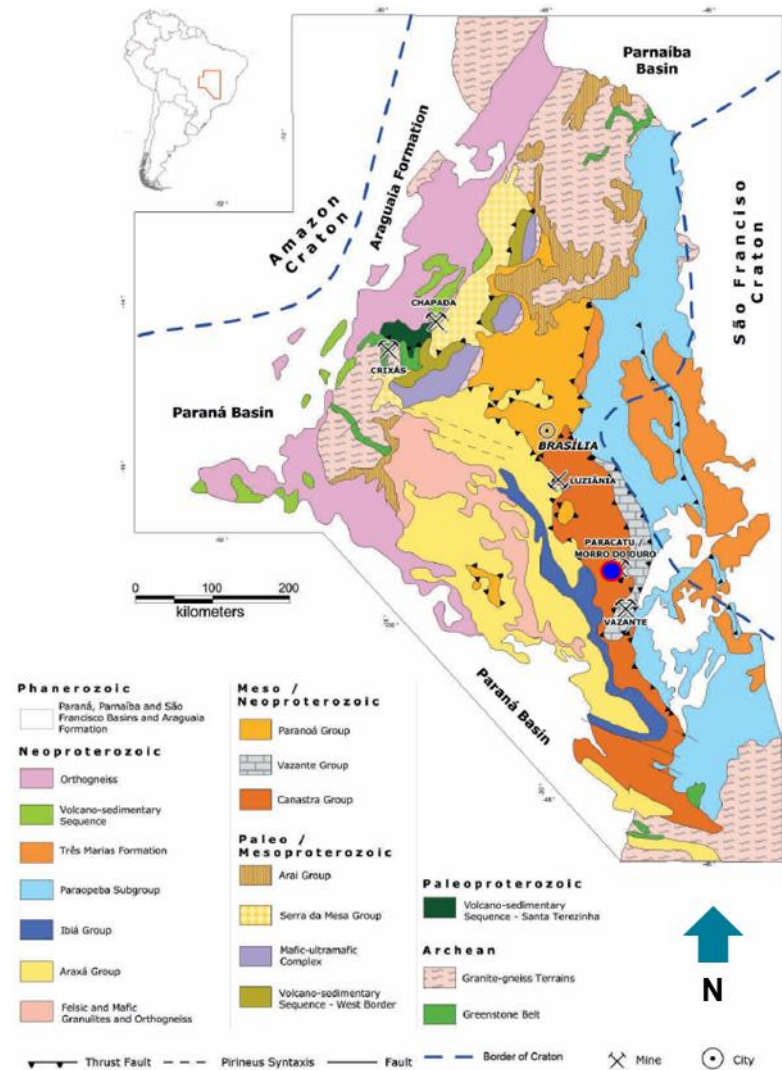 Parnaíba
Basin
Araguaia Formation
Amazon
Craton
São Franciso
Craton
CHAPADA
CRIXÁS
Paraná Basin
BRASÍLIA
LUZIÂNIA
PARACATU /
MORRO DO OURO
VAZANTE
0 100 200
kilometers
Paraná Basin
Phanerozoic
Paraná, Parnaíba and São
Francisco Basins and Araguaia
Formation
Neoproterozoic
Orthogneiss
Volcano-sedimentary
Sequence
Três Marias Formation
Paraopeba Subgroup
Ibiá Group
Araxá Group
Felsic and Mafic
Granulites and Orthogneiss
Meso /
Neoproterozoic
Paranoá Group
Vazante Group
Canastra Group
Paleo /
Mesoproterozoic
Arai Group
Serra da Mesa Group
Mafic-ultramafic
Complex
Volcano-sedimentary
Sequence - West Border
Paleoproterozoic
Volcano-sedimentary
Sequence - Santa Terezinha
Archean
Granite-gneiss Terrains
Greenstone Belt
N
Thrust Fault
Pirineus Syntaxis
Fault
Border of Craton
Mine
City